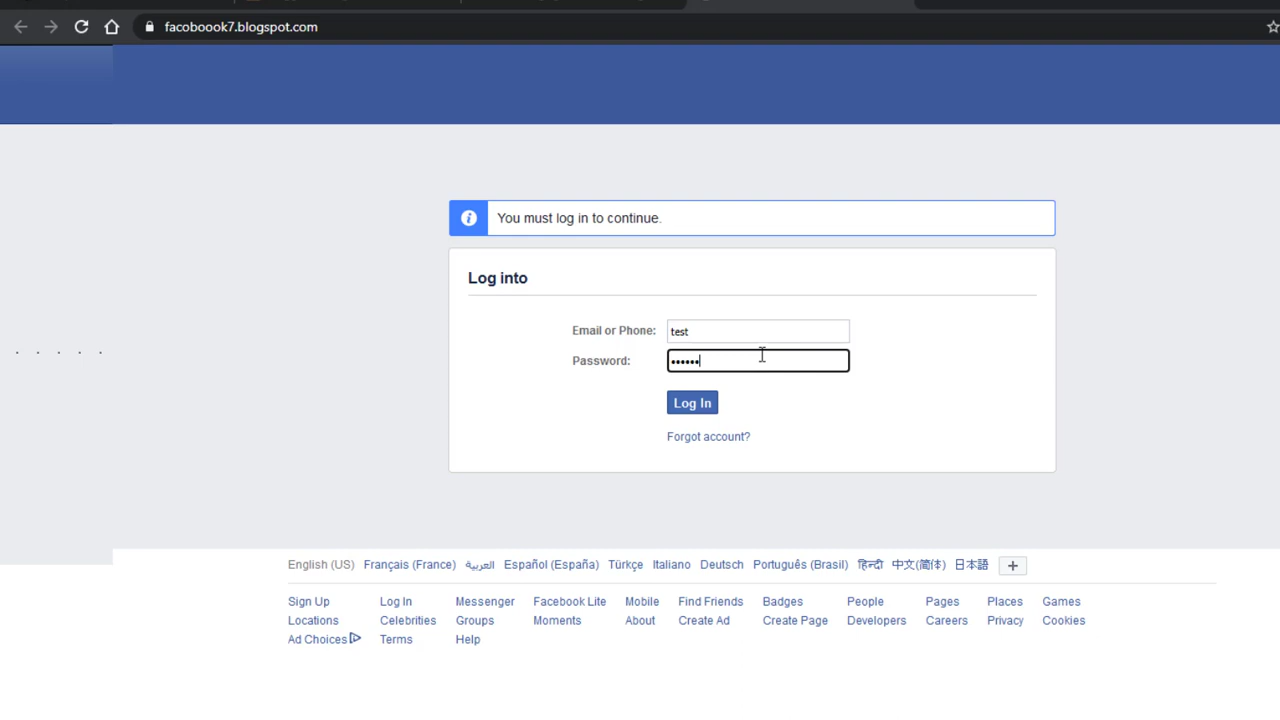 facoboook7.blogspot.com
You must log in to continue.
Log into
Email or Phone: test
Password: ••••••
Log In
Forgot account?
English (US) Français (France) العربية Español (España) Türkçe Italiano Deutsch Português (Brasil) हिन्दी 中文(简体) 日本語 +
Sign Up Log In Messenger Facebook Lite Mobile Find Friends Badges People Pages Places Games
Locations Celebrities Groups Moments About Create Ad Create Page Developers Careers Privacy Cookies
Ad Choices Terms Help